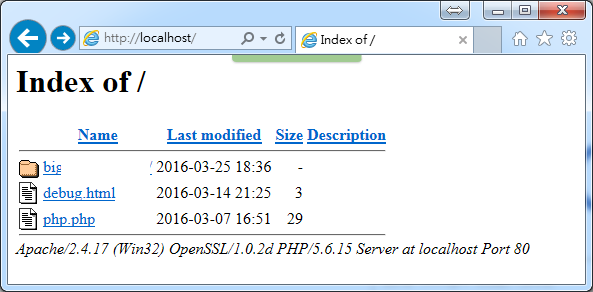 http://localhost/
Index of /
Index of /
Name Last modified Size Description
big / 2016-03-25 18:36 -
debug.html 2016-03-14 21:25 3
php.php 2016-03-07 16:51 29
Apache/2.4.17 (Win32) OpenSSL/1.0.2d PHP/5.6.15 Server at localhost Port 80